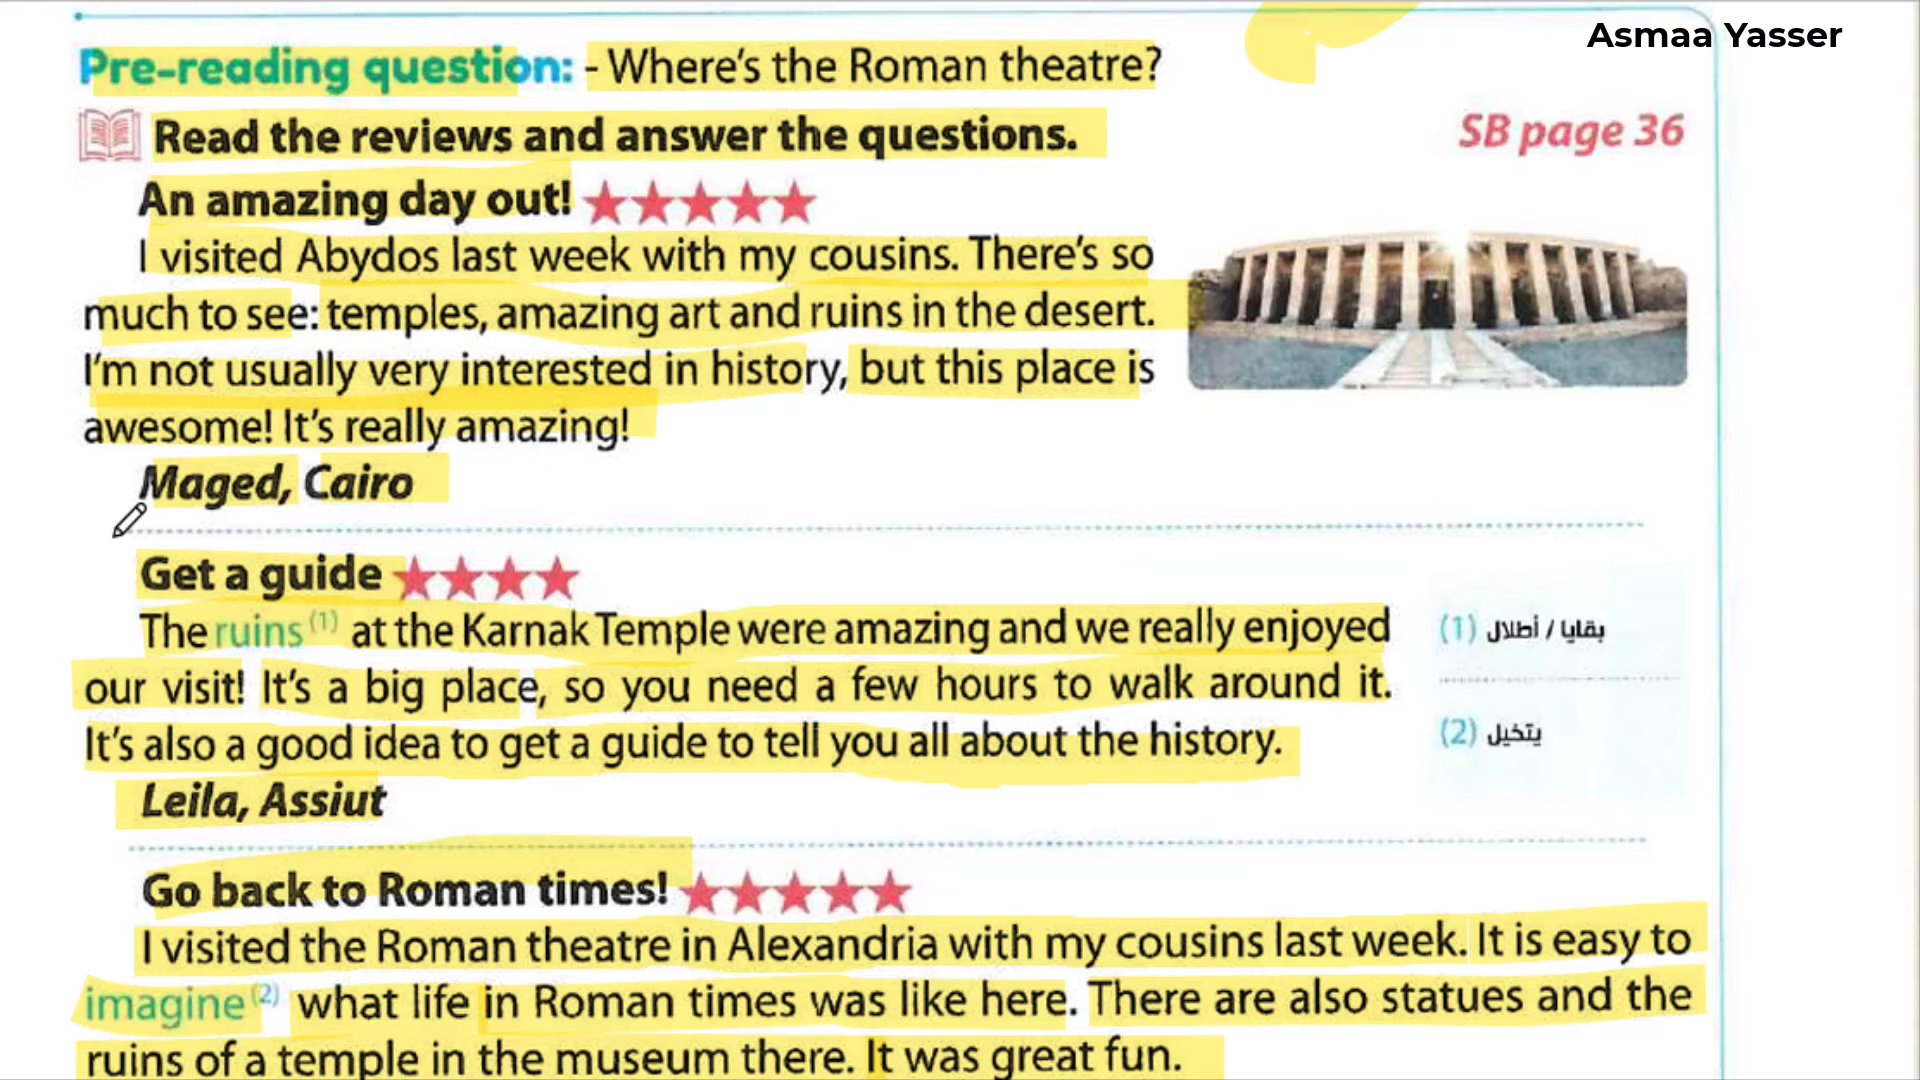 Asmaa Yasser
Pre-reading question: - Where's the Roman theatre?
Read the reviews and answer the questions.
SB page 36
An amazing day out!
I visited Abydos last week with my cousins. There's so
much to see: temples, amazing art and ruins in the desert.
I'm not usually very interested in history, but this place is
awesome! It's really amazing!
Maged, Cairo
Get a guide
The ruins (1) at the Karnak Temple were amazing and we really enjoyed
our visit! It's a big place, so you need a few hours to walk around it.
It's also a good idea to get a guide to tell you all about the history.
Leila, Assiut
(1) بقايا / أطلال
(2) يتخيل
Go back to Roman times!
I visited the Roman theatre in Alexandria with my cousins last week. It is easy to
imagine (2) what life in Roman times was like here. There are also statues and the
ruins of a temple in the museum there. It was great fun.